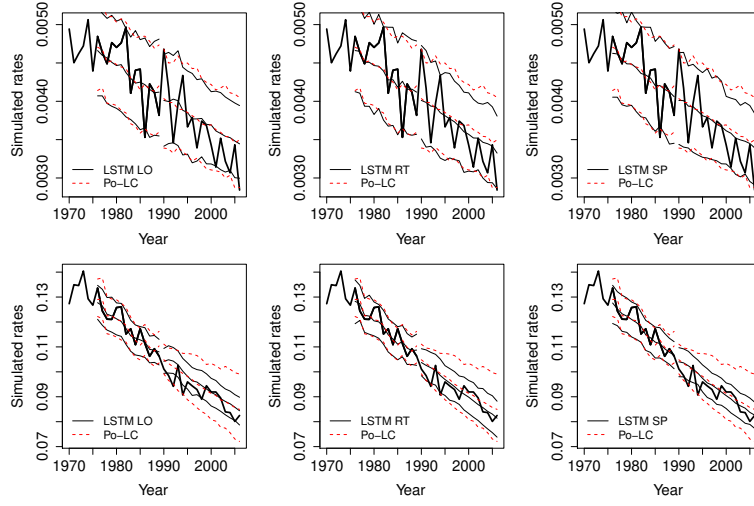 Simulated rates
0.0030 0.0040 0.0050
LSTM LO
Po-LC
1970 1980 1990 2000
Year
Simulated rates
0.0030 0.0040 0.0050
LSTM RT
Po-LC
1970 1980 1990 2000
Year
Simulated rates
0.0030 0.0040 0.0050
LSTM SP
Po-LC
1970 1980 1990 2000
Year
Simulated rates
0.07 0.09 0.11 0.13
LSTM LO
Po-LC
1970 1980 1990 2000
Year
Simulated rates
0.07 0.09 0.11 0.13
LSTM RT
Po-LC
1970 1980 1990 2000
Year
Simulated rates
0.07 0.09 0.11 0.13
LSTM SP
Po-LC
1970 1980 1990 2000
Year